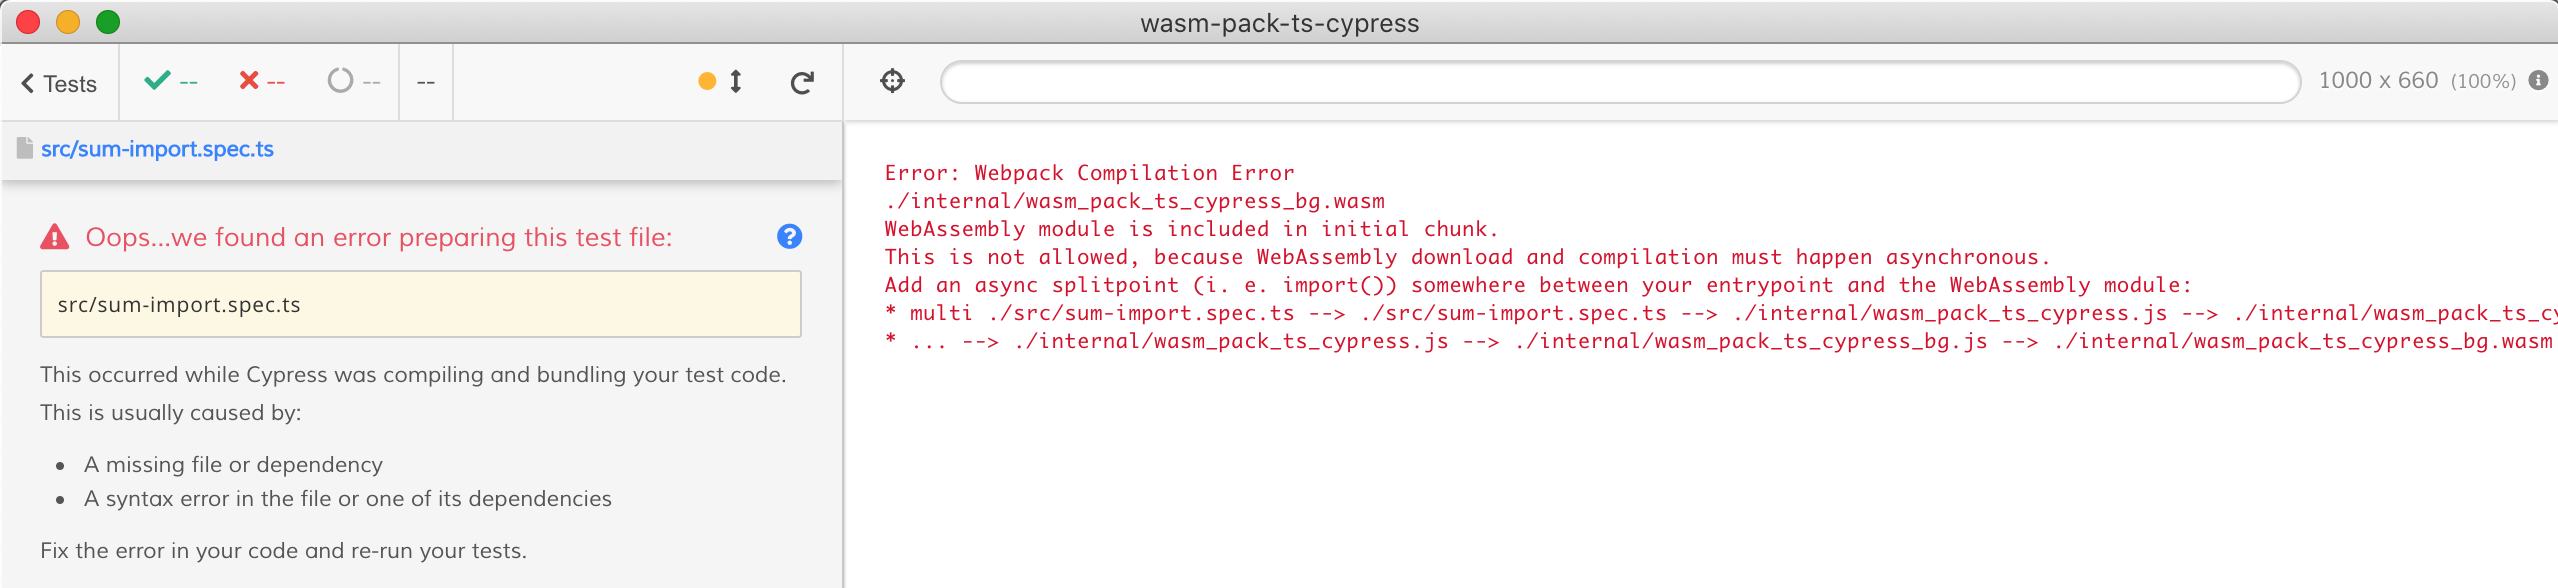 wasm-pack-ts-cypress
Tests -- -- -- --
1000 x 660 (100%)
src/sum-import.spec.ts
Oops...we found an error preparing this test file:
src/sum-import.spec.ts
This occurred while Cypress was compiling and bundling your test code.
This is usually caused by:
• A missing file or dependency
• A syntax error in the file or one of its dependencies
Fix the error in your code and re-run your tests.
Error: Webpack Compilation Error
./internal/wasm_pack_ts_cypress_bg.wasm
WebAssembly module is included in initial chunk.
This is not allowed, because WebAssembly download and compilation must happen asynchronous.
Add an async splitpoint (i. e. import()) somewhere between your entrypoint and the WebAssembly module:
* multi ./src/sum-import.spec.ts --> ./src/sum-import.spec.ts --> ./internal/wasm_pack_ts_cypress.js --> ./internal/wasm_pack_ts_cy
* ... --> ./internal/wasm_pack_ts_cypress.js --> ./internal/wasm_pack_ts_cypress_bg.js --> ./internal/wasm_pack_ts_cypress_bg.wasm